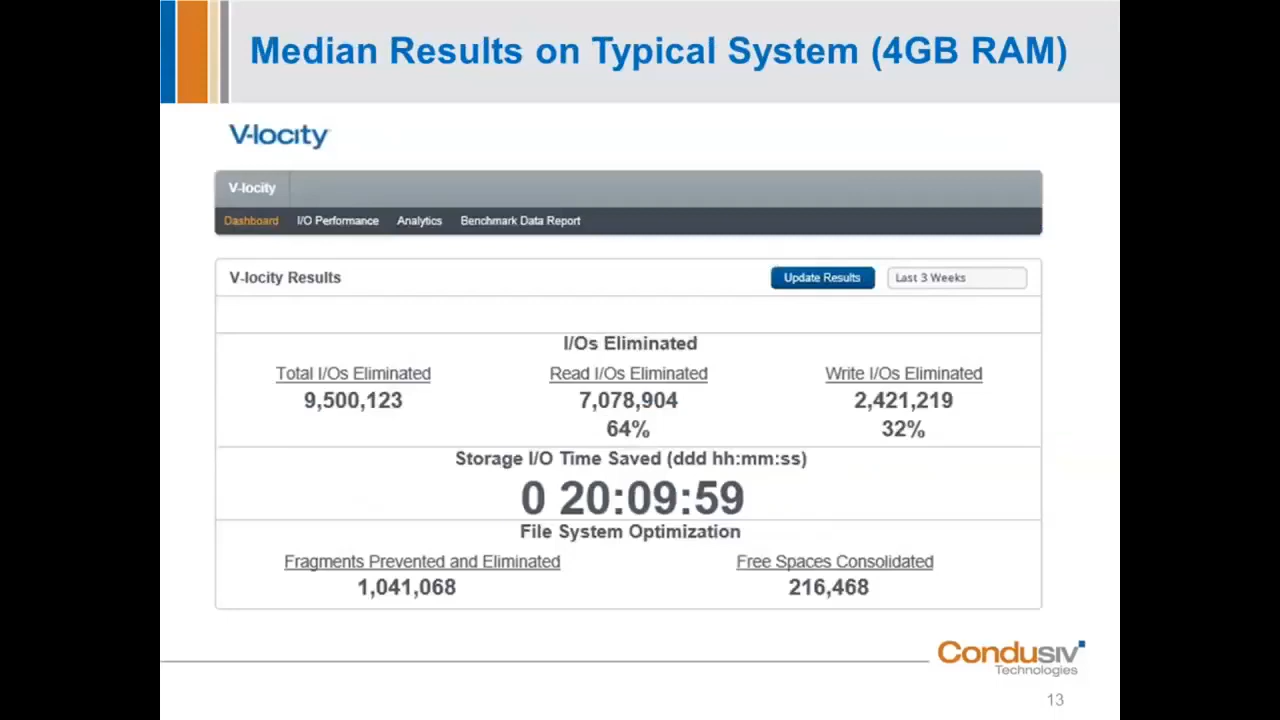 Median Results on Typical System (4GB RAM)
V-locity
V-locity
Dashboard I/O Performance Analytics Benchmark Data Report
V-locity Results Update Results Last 3 Weeks
I/Os Eliminated
Total I/Os Eliminated Read I/Os Eliminated Write I/Os Eliminated
9,500,123 7,078,904 2,421,219
64% 32%
Storage I/O Time Saved (ddd hh:mm:ss)
0 20:09:59
File System Optimization
Fragments Prevented and Eliminated Free Spaces Consolidated
1,041,068 216,468
Condusiv
Technologies
13